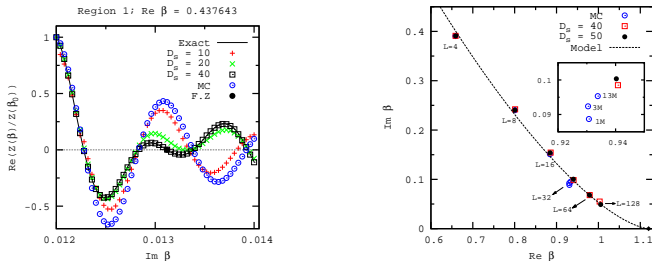 Region 1; Re β = 0.437643
Exact
D_s = 10
D_s = 20
D_s = 40
F.Z
1
0.5
0
-0.5
0.012
0.013
0.014
Im β
Re(Z(β)/Z(β_0))
MC
D_s = 40
D_s = 50
Model
L=4
L=8
L=16
L=32
L=64
L=128
0.4
0.3
0.2
0.1
0
0.6
0.7
0.8
0.9
1
1.1
Re β
Im β
0.1
0.09
0.92
0.94
13M
3M
1M